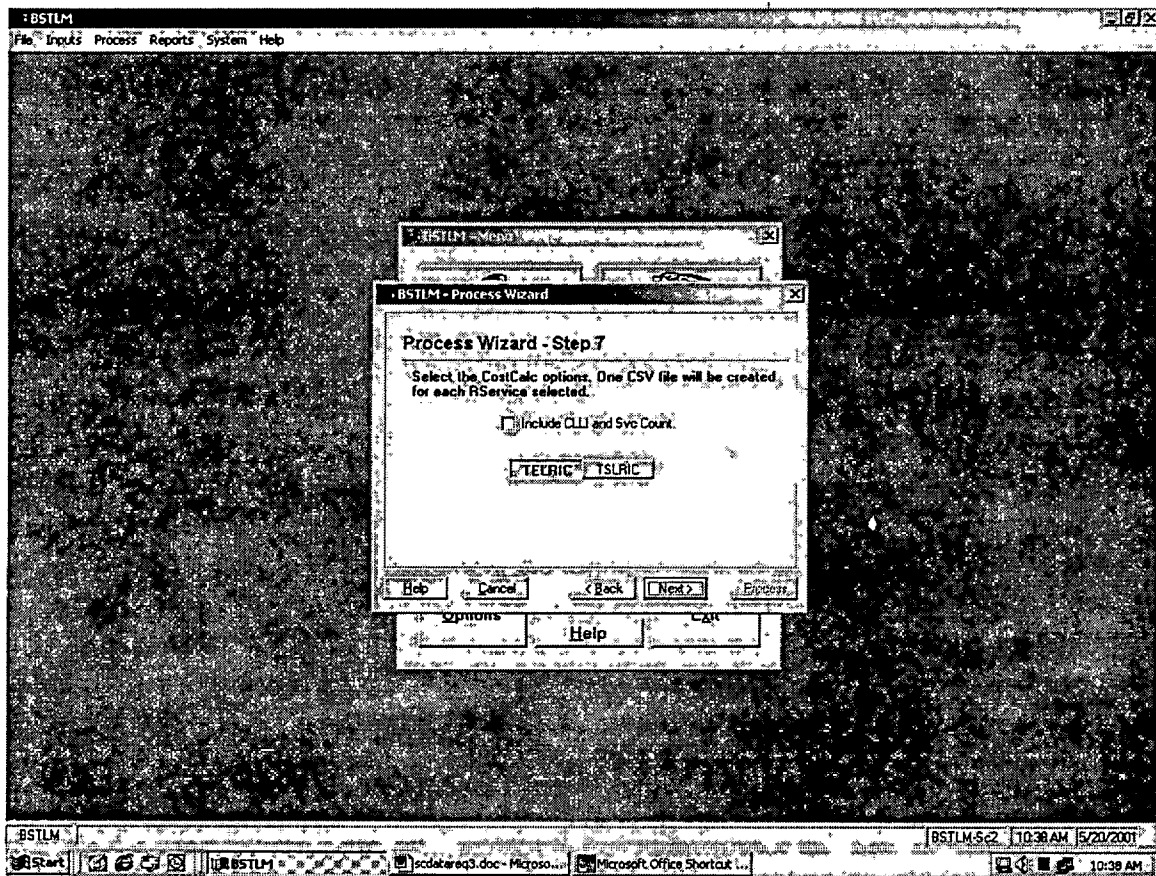 BSTLM
File Inputs Process Reports System Help
BSTLM - Menu
BSTLM - Process Wizard
Process Wizard - Step 7
Select the CostCalc options. One CSV file will be created
for each RService selected.
Include CLLI and Svc Count.
TELRIC TSLRIC
Help Cancel < Back Next > Process
Options Help Exit
BSTLM BSTLM-Sc2 10:38 AM 5/20/2001
Start BSTLM scdatareq3.doc - Microso... Microsoft Office Shortcut ... 10:38 AM